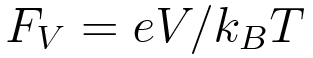 F_V = eV/k_BT